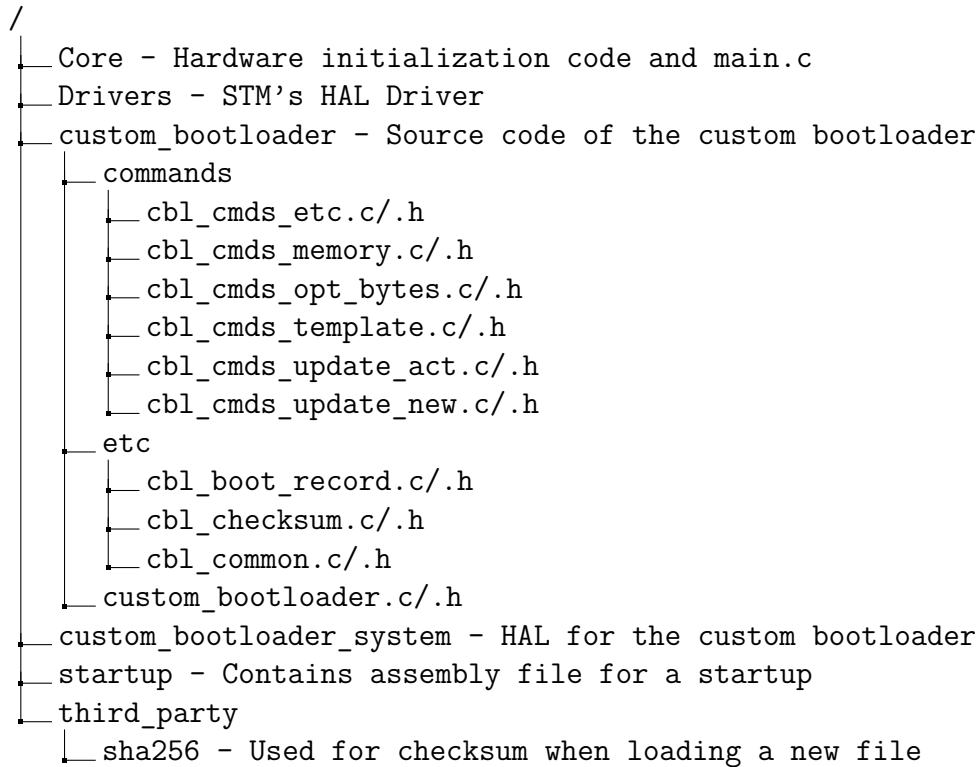 /
Core - Hardware initialization code and main.c
Drivers - STM's HAL Driver
custom_bootloader - Source code of the custom bootloader
commands
cbl_cmds_etc.c/.h
cbl_cmds_memory.c/.h
cbl_cmds_opt_bytes.c/.h
cbl_cmds_template.c/.h
cbl_cmds_update_act.c/.h
cbl_cmds_update_new.c/.h
etc
cbl_boot_record.c/.h
cbl_checksum.c/.h
cbl_common.c/.h
custom_bootloader.c/.h
custom_bootloader_system - HAL for the custom bootloader
startup - Contains assembly file for a startup
third_party
sha256 - Used for checksum when loading a new file